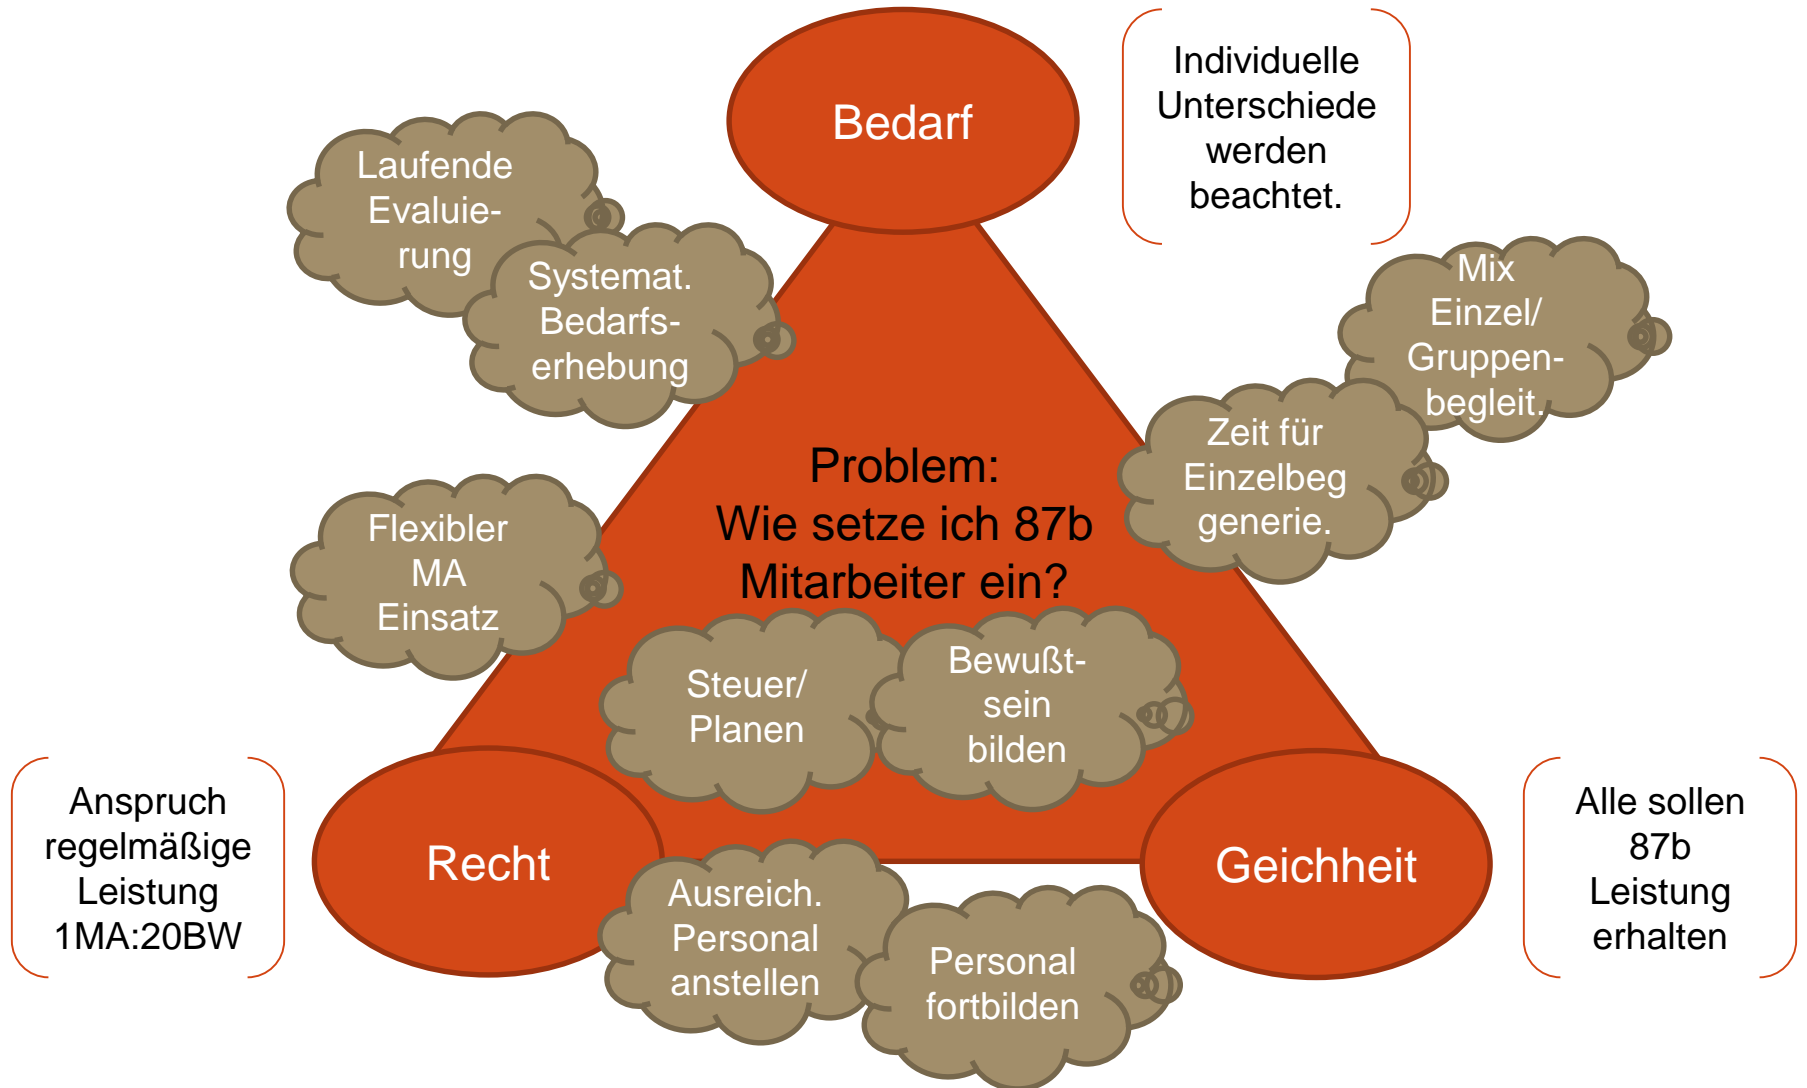 Bedarf
Individuelle
Unterschiede
werden
beachtet.
Laufende
Evaluie-
rung
Systemat.
Bedarfs-
erhebung
Mix
Einzel/
Gruppen-
begleit.
Zeit für
Einzelbeg
generie.
Problem:
Wie setze ich 87b
Mitarbeiter ein?
Flexibler
MA
Einsatz
Steuer/
Planen
Bewußt-
sein
bilden
Anspruch
regelmäßige
Leistung
1MA:20BW
Recht
Geichheit
Alle sollen
87b
Leistung
erhalten
Ausreich.
Personal
anstellen
Personal
fortbilden